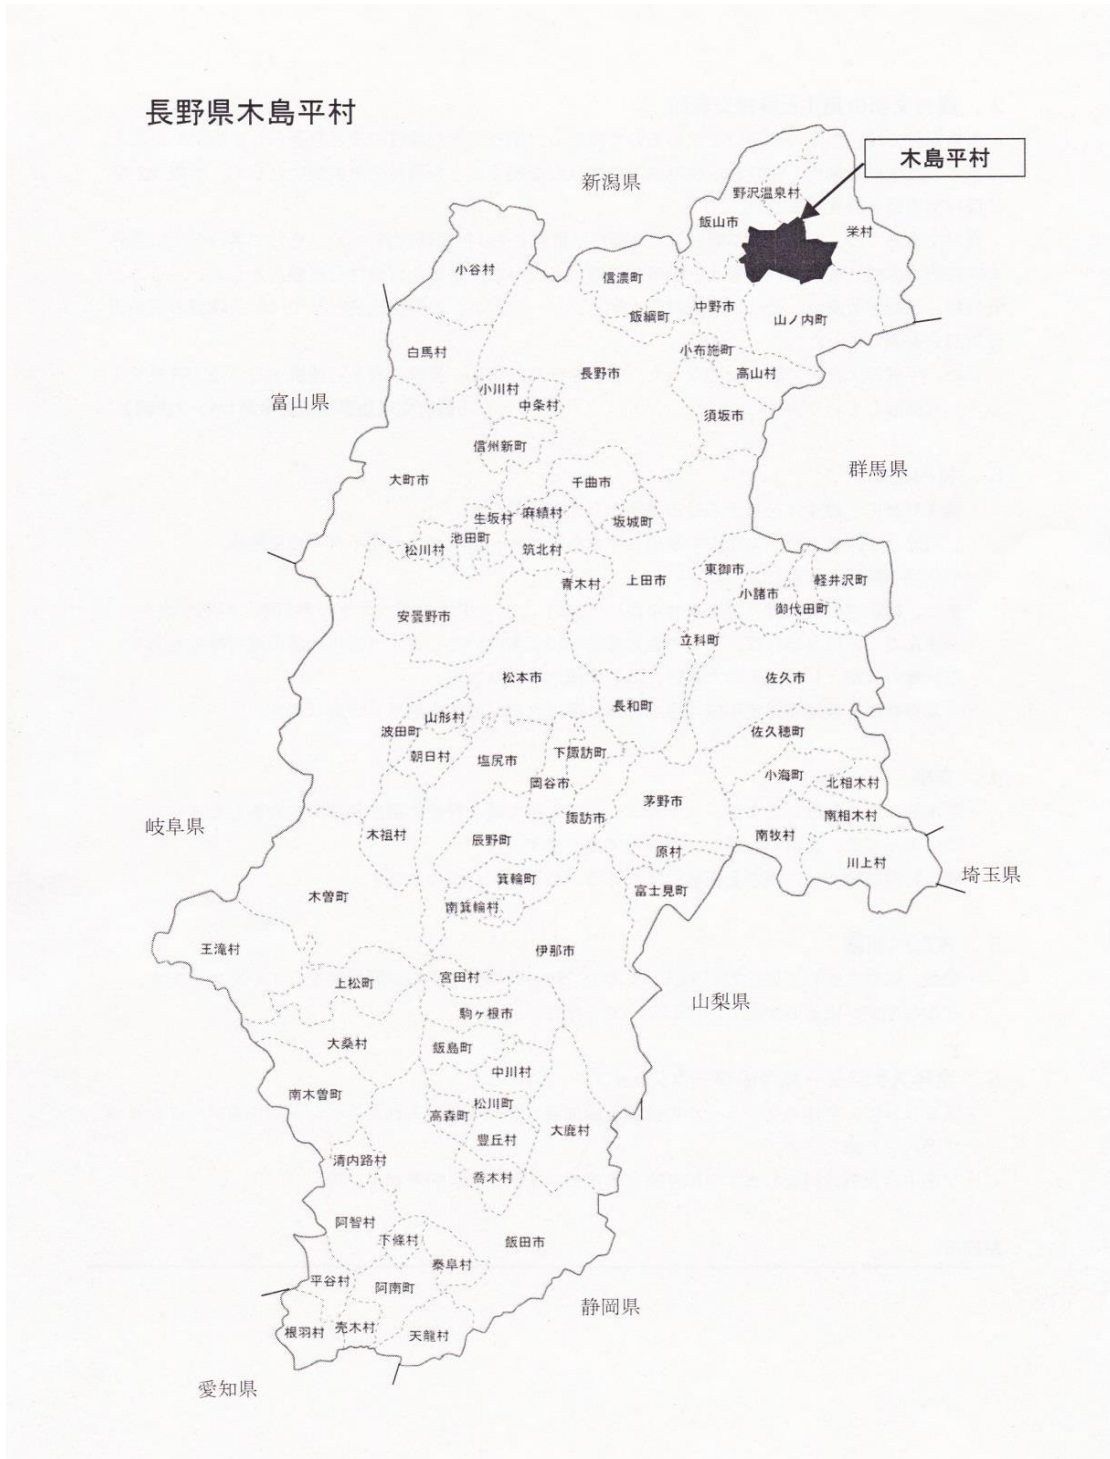 長野県木島平村
木島平村
新潟県
野沢温泉村
飯山市
栄村
小谷村
信濃町
中野市
飯綱町
山ノ内町
白馬村
小布施町
長野市
高山村
小川村
中条村
富山県
須坂市
信州新町
群馬県
大町市
千曲市
生坂村
麻績村
坂城町
池田町
松川村
筑北村
東御市
青木村
上田市
軽井沢町
小諸市
御代田町
安曇野市
立科町
松本市
佐久市
長和町
山形村
波田町
佐久穂町
朝日村
塩尻市
下諏訪町
小海町
岡谷市
北相木村
茅野市
諏訪市
南相木村
岐阜県
木祖村
辰野町
南牧村
原村
川上村
箕輪町
埼玉県
富士見町
木曽町
南箕輪村
王滝村
伊那市
宮田村
上松町
山梨県
駒ヶ根市
大桑村
飯島町
中川村
南木曽町
松川町
高森町
大鹿村
豊丘村
清内路村
喬木村
阿智村
下條村
飯田市
泰阜村
平谷村
阿南町
静岡県
根羽村
売木村
天龍村
愛知県